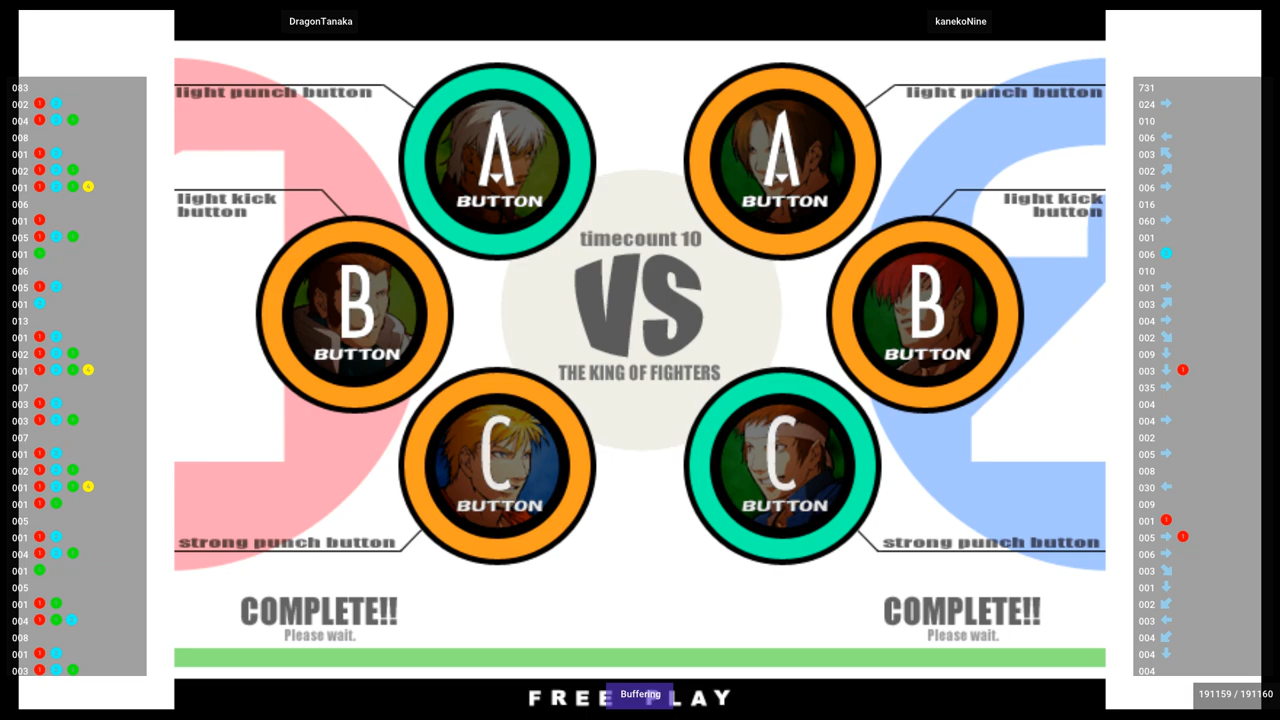 DragonTanaka
kanekoNine
light punch button
light punch button
A
BUTTON
A
BUTTON
light kick
button
light kick
button
timecount 10
VS
THE KING OF FIGHTERS
B
BUTTON
B
BUTTON
C
BUTTON
C
BUTTON
strong punch button
strong punch button
COMPLETE!!
Please wait.
COMPLETE!!
Please wait.
FREE PLAY
Buffering
191159 / 191160
083
002
004
008
001
002
001
006
001
005
001
006
005
001
013
001
002
001
007
003
003
007
001
002
001
001
005
001
004
001
005
001
004
008
001
003
731
024
010
006
003
002
006
016
060
001
006
010
001
003
004
002
009
003
035
004
004
002
005
008
030
009
001
005
006
003
001
002
003
004
004
004